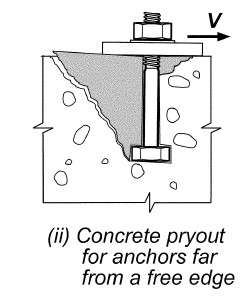 V
(ii) Concrete pryout
for anchors far
from a free edge